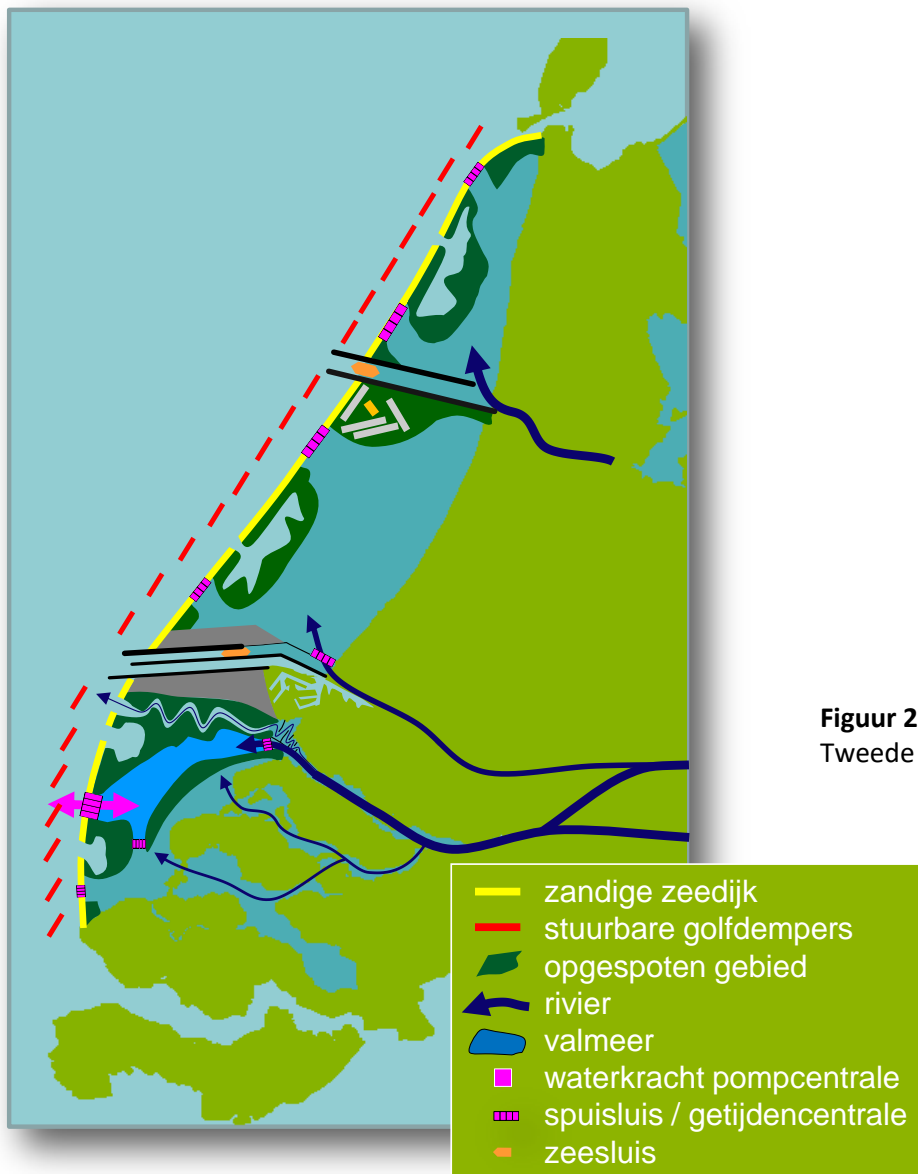 Figuur 2
Tweede
zandige zeedijk
stuurbare golfdempers
opgespoten gebied
rivier
valmeer
waterkracht pompcentrale
spuisluis / getijdencentrale
zeesluis